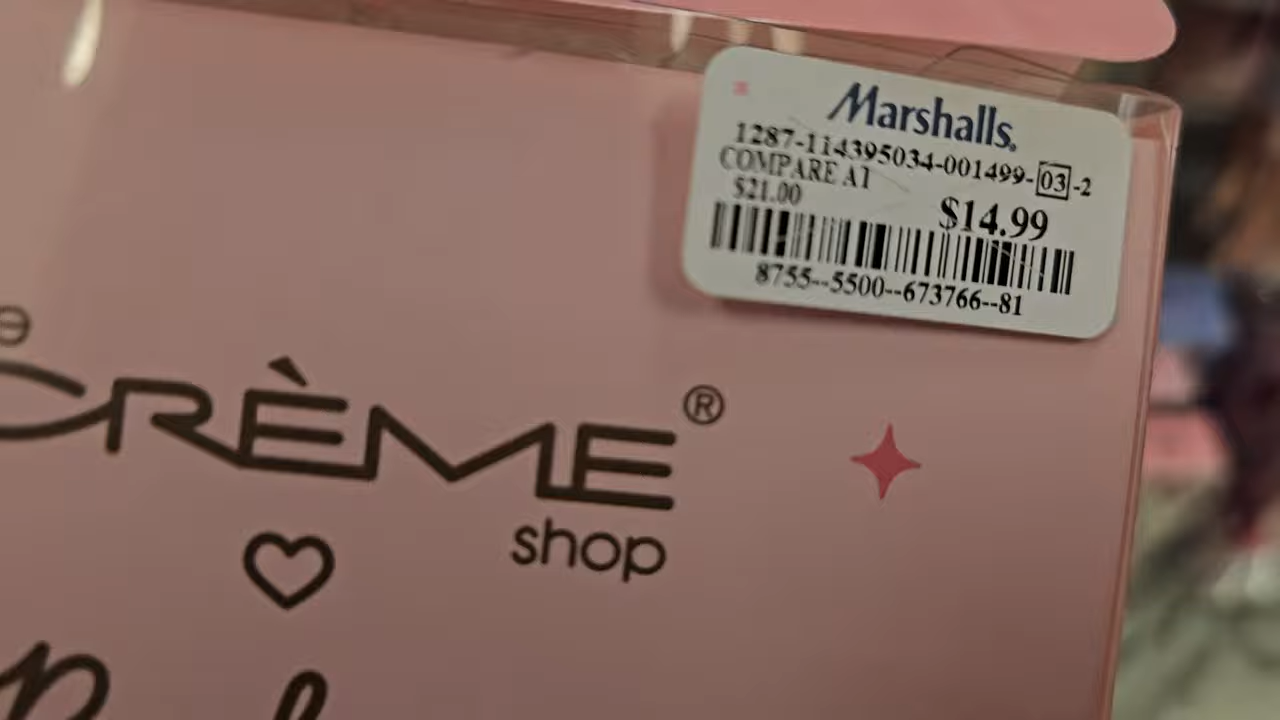 Marshalls.
1287-114395034-001499-03-2
COMPARE AT
$21.00
$14.99
8755--5500--673766--81
CRÈME®
shop